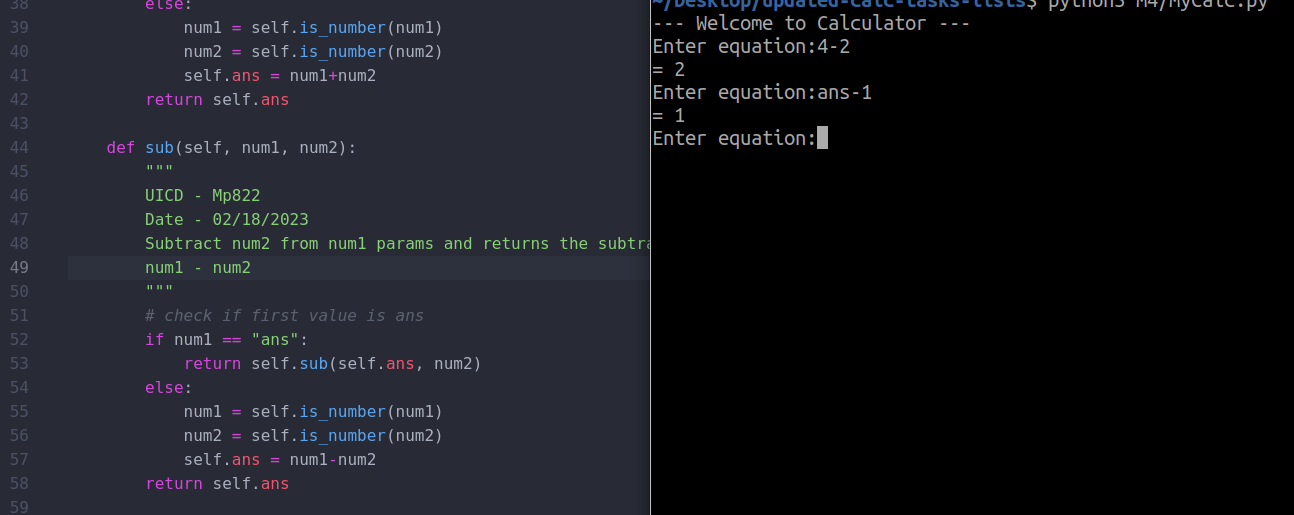 38 else:
39 num1 = self.is_number(num1)
40 num2 = self.is_number(num2)
41 self.ans = num1+num2
42 return self.ans
43
44 def sub(self, num1, num2):
45 """
46 UICD - Mp822
47 Date - 02/18/2023
48 Subtract num2 from num1 params and returns the subtra
49 num1 - num2
50 """
51 # check if first value is ans
52 if num1 == "ans":
53 return self.sub(self.ans, num2)
54 else:
55 num1 = self.is_number(num1)
56 num2 = self.is_number(num2)
57 self.ans = num1-num2
58 return self.ans
59
~/Desktop/updated-calc-tasks-lists$ python3 M4/MyCalc.py
--- Welcome to Calculator ---
Enter equation:4-2
= 2
Enter equation:ans-1
= 1
Enter equation: